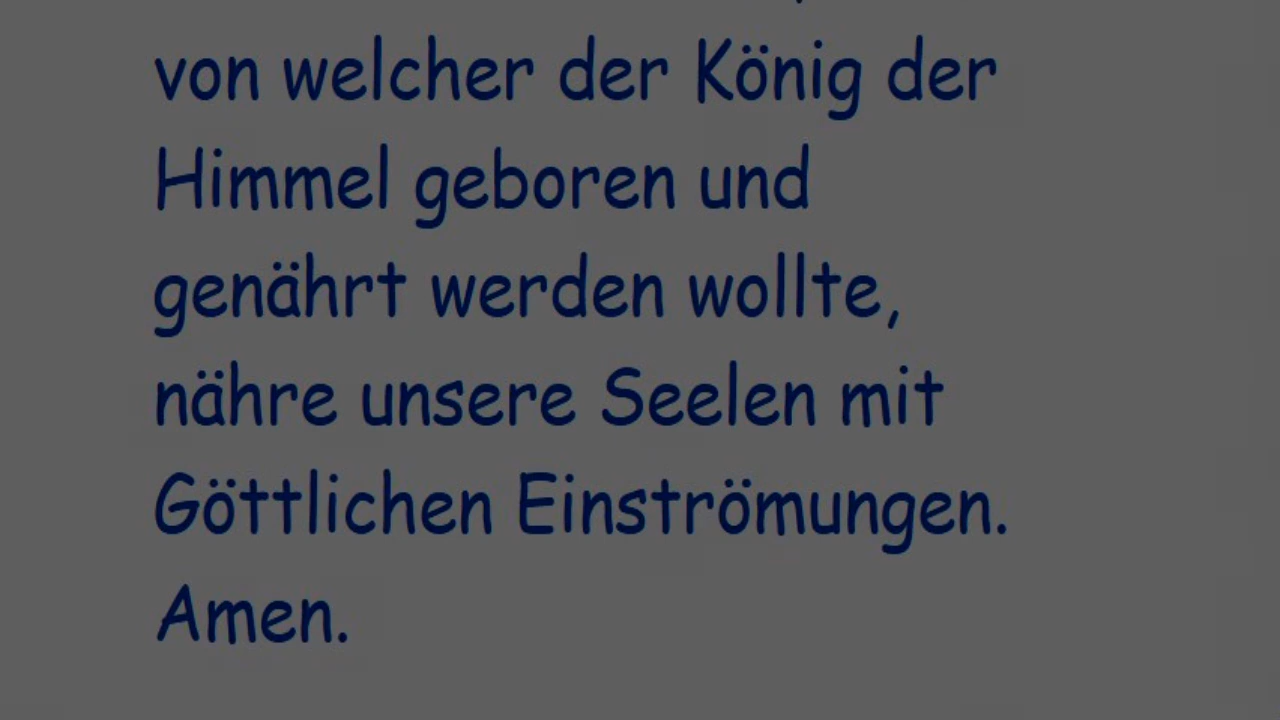 von welcher der König der
Himmel geboren und
genährt werden wollte,
nähre unsere Seelen mit
Göttlichen Einströmungen.
Amen.